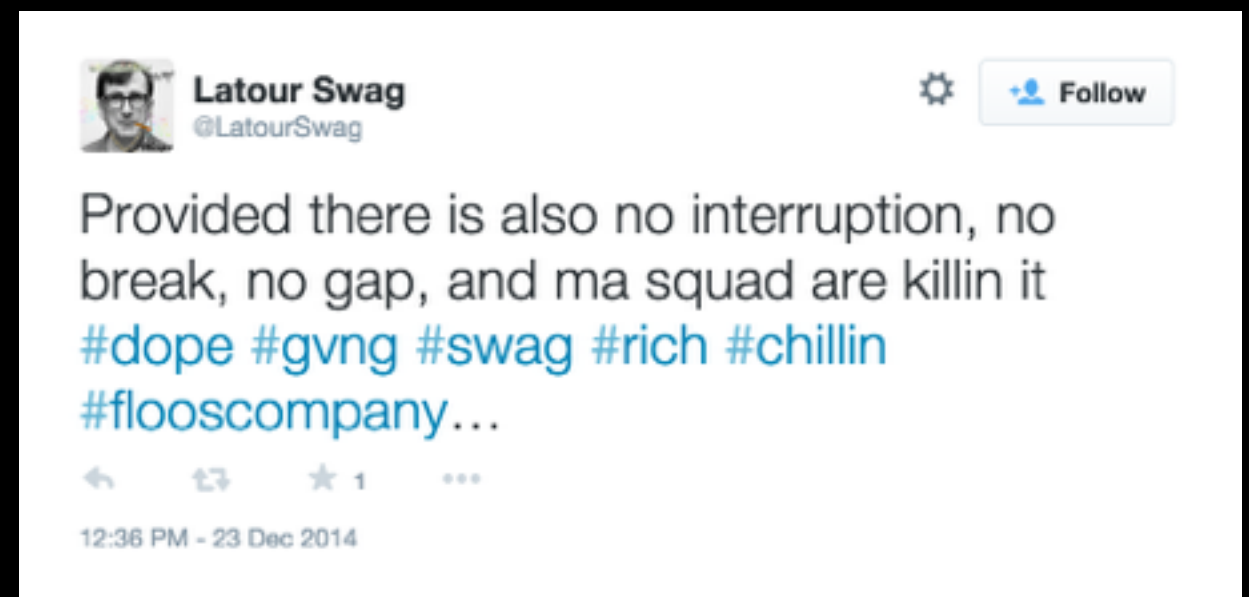 Latour Swag
@LatourSwag
Follow
Provided there is also no interruption, no
break, no gap, and ma squad are killin it
#dope #gvng #swag #rich #chillin
#flooscompany...
1
12:36 PM - 23 Dec 2014